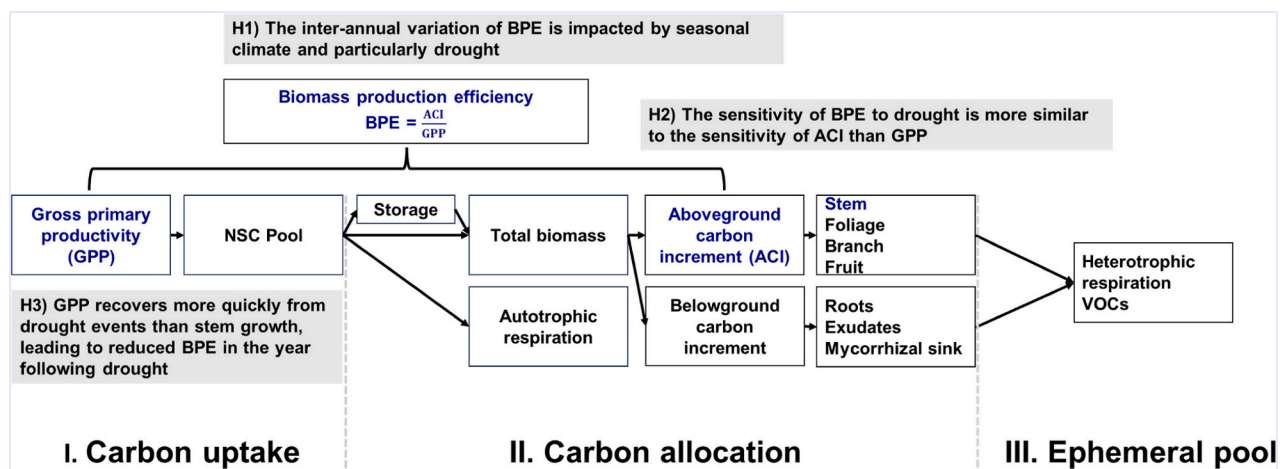 H1) The inter-annual variation of BPE is impacted by seasonal
climate and particularly drought
Biomass production efficiency
BPE = ACI/GPP
H2) The sensitivity of BPE to drought is more similar
to the sensitivity of ACI than GPP
Gross primary
productivity
(GPP)
NSC Pool
Storage
Total biomass
Aboveground
carbon
increment (ACI)
Stem
Foliage
Branch
Fruit
Heterotrophic
respiration
VOCs
H3) GPP recovers more quickly from
drought events than stem growth,
leading to reduced BPE in the year
following drought
Autotrophic
respiration
Belowground
carbon
increment
Roots
Exudates
Mycorrhizal sink
I. Carbon uptake
II. Carbon allocation
III. Ephemeral pool